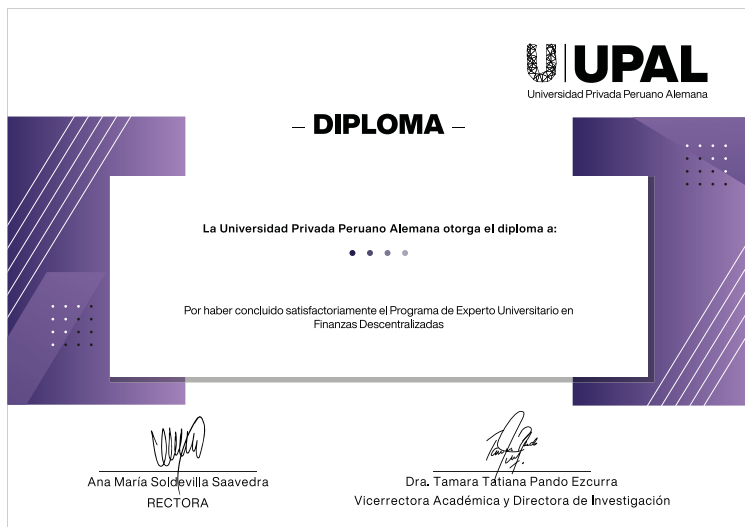 UPAL
Universidad Privada Peruano Alemana
– DIPLOMA –
La Universidad Privada Peruano Alemana otorga el diploma a:
Por haber concluido satisfactoriamente el Programa de Experto Universitario en
Finanzas Descentralizadas
Ana María Soldevilla Saavedra
RECTORA
Dra. Tamara Tatiana Pando Ezcurra
Vicerrectora Académica y Directora de Investigación